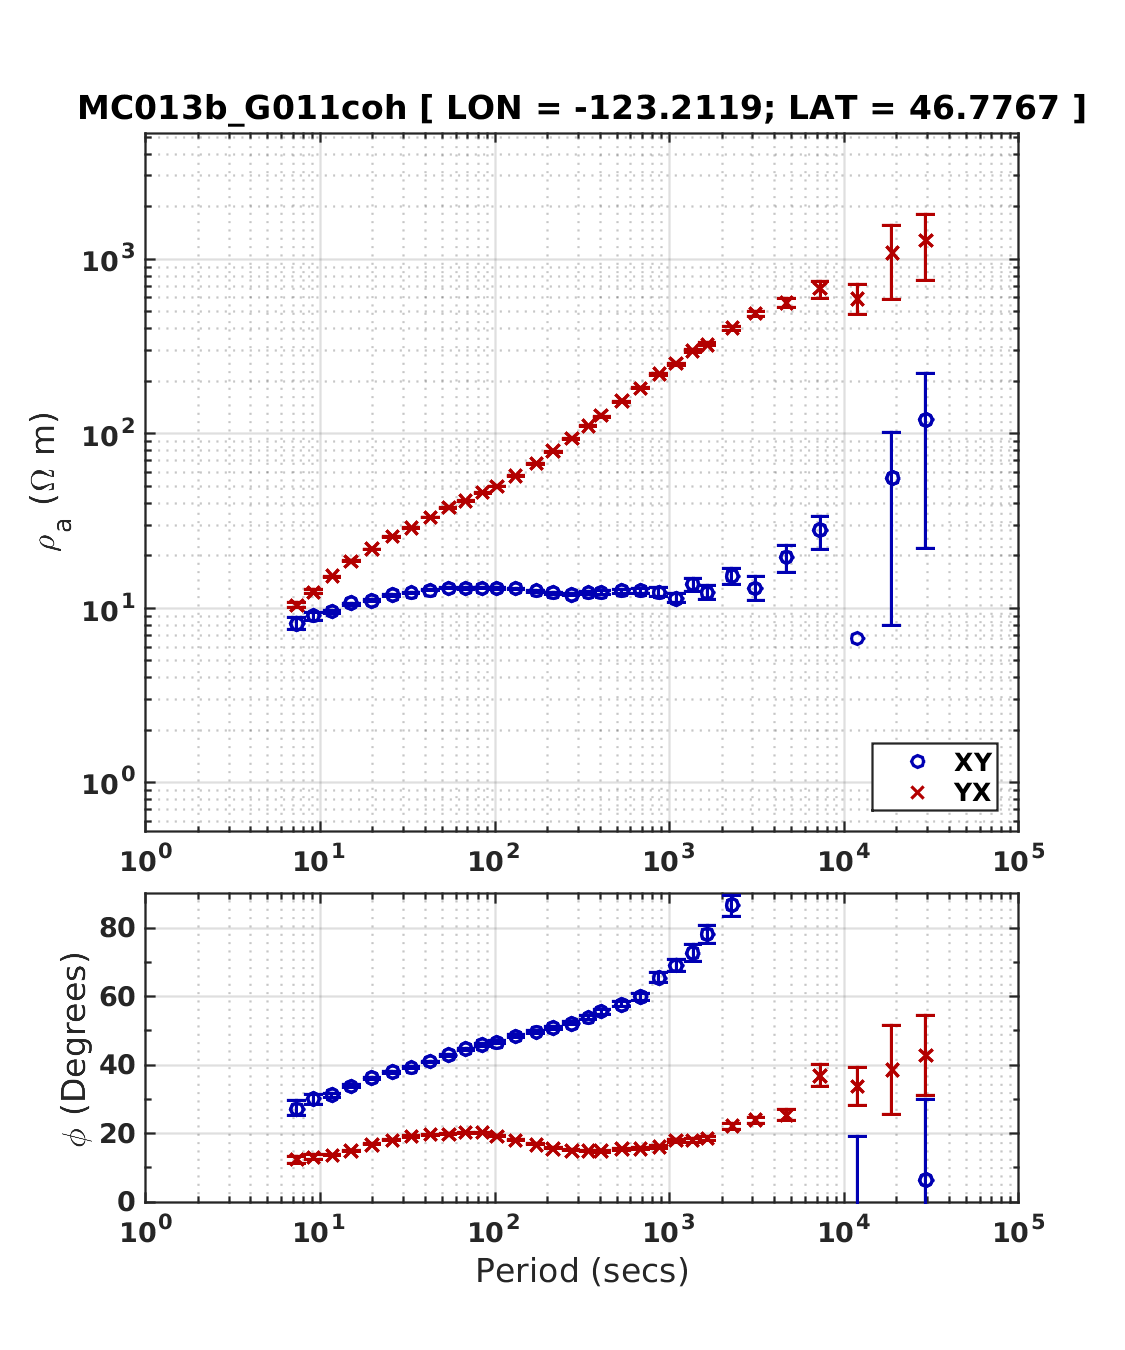 MC013b_G011coh [ LON = -123.2119; LAT = 46.7767 ]
10³
10²
10¹
10⁰
ρₐ (Ω m)
XY
YX
10⁰ 10¹ 10² 10³ 10⁴ 10⁵
80
60
40
20
0
ϕ (Degrees)
10⁰ 10¹ 10² 10³ 10⁴ 10⁵
Period (secs)